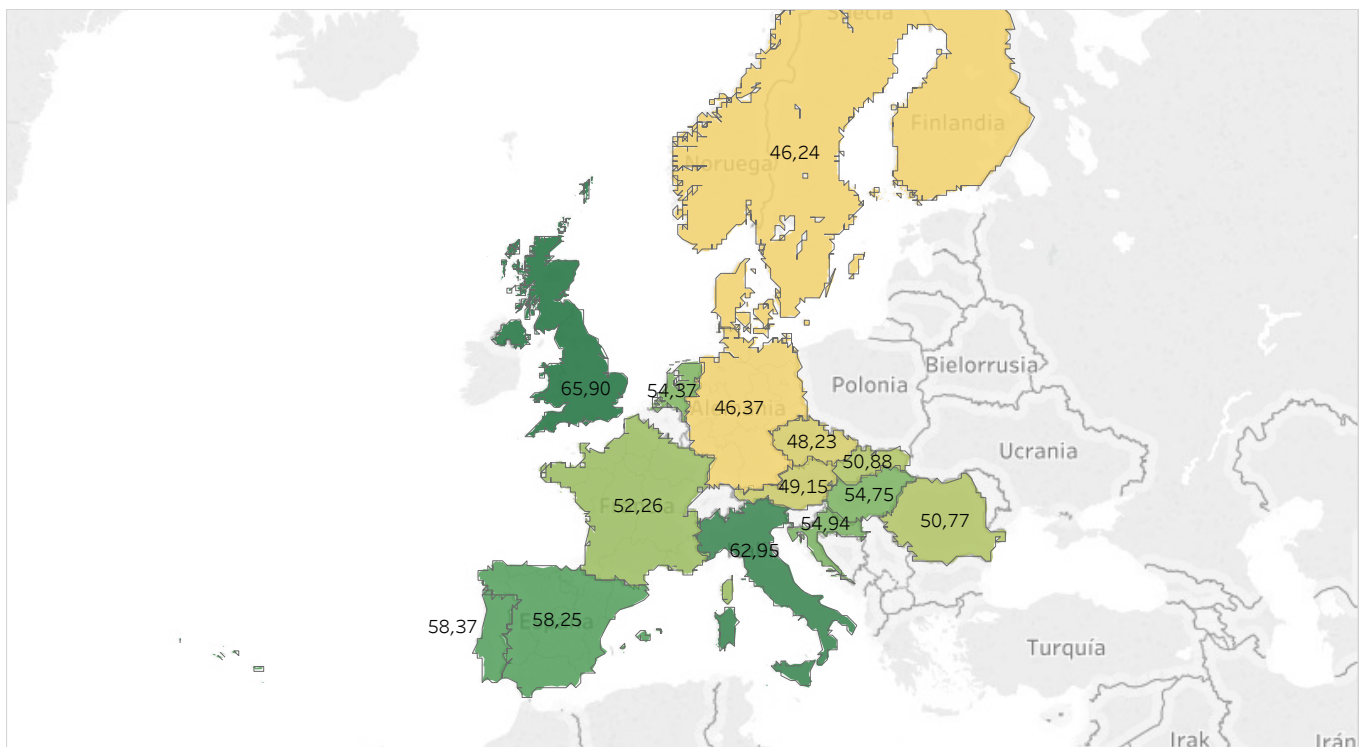 Suecia
Finlandia
46,24
Noruega
Bielorrusia
Polonia
65,90
54,37
46,37
Alemania
48,23
Ucrania
50,88
49,15
54,75
52,26
50,77
54,94
62,95
58,25
España
58,37
Turquía
Irak
Irán